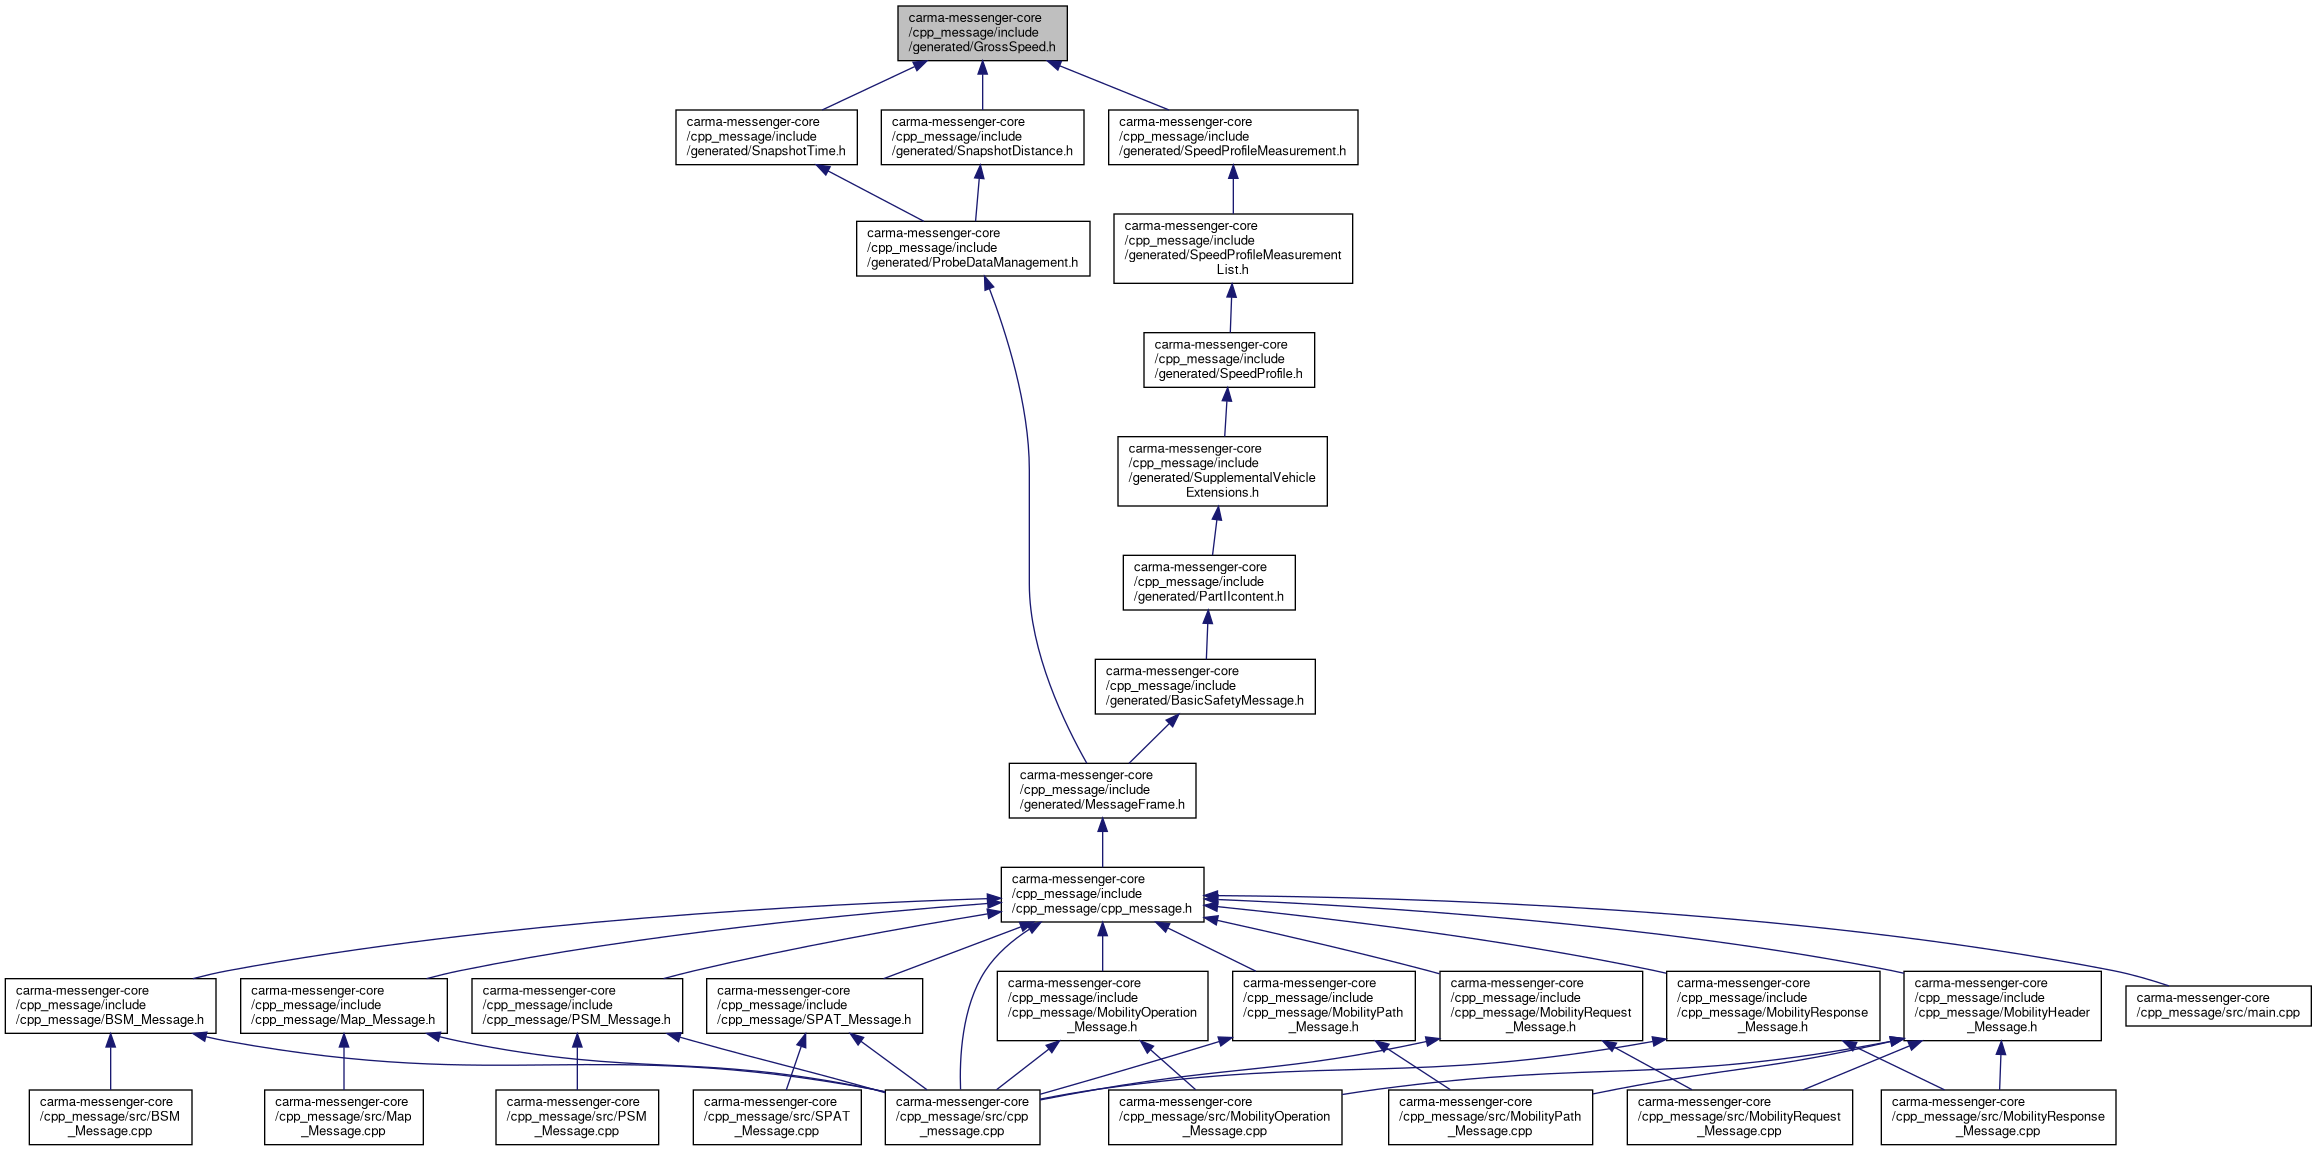 carma-messenger-core
/cpp_message/include
/generated/GrossSpeed.h
carma-messenger-core
/cpp_message/include
/generated/SnapshotTime.h
carma-messenger-core
/cpp_message/include
/generated/SnapshotDistance.h
carma-messenger-core
/cpp_message/include
/generated/SpeedProfileMeasurement.h
carma-messenger-core
/cpp_message/include
/generated/ProbeDataManagement.h
carma-messenger-core
/cpp_message/include
/generated/SpeedProfileMeasurement
List.h
carma-messenger-core
/cpp_message/include
/generated/SpeedProfile.h
carma-messenger-core
/cpp_message/include
/generated/SupplementalVehicle
Extensions.h
carma-messenger-core
/cpp_message/include
/generated/PartIIcontent.h
carma-messenger-core
/cpp_message/include
/generated/BasicSafetyMessage.h
carma-messenger-core
/cpp_message/include
/generated/MessageFrame.h
carma-messenger-core
/cpp_message/include
/cpp_message/cpp_message.h
carma-messenger-core
/cpp_message/include
/cpp_message/BSM_Message.h
carma-messenger-core
/cpp_message/include
/cpp_message/Map_Message.h
carma-messenger-core
/cpp_message/include
/cpp_message/PSM_Message.h
carma-messenger-core
/cpp_message/include
/cpp_message/SPAT_Message.h
carma-messenger-core
/cpp_message/include
/cpp_message/MobilityOperation
_Message.h
carma-messenger-core
/cpp_message/include
/cpp_message/MobilityPath
_Message.h
carma-messenger-core
/cpp_message/include
/cpp_message/MobilityRequest
_Message.h
carma-messenger-core
/cpp_message/include
/cpp_message/MobilityResponse
_Message.h
carma-messenger-core
/cpp_message/include
/cpp_message/MobilityHeader
_Message.h
carma-messenger-core
/cpp_message/src/main.cpp
carma-messenger-core
/cpp_message/src/BSM
_Message.cpp
carma-messenger-core
/cpp_message/src/Map
_Message.cpp
carma-messenger-core
/cpp_message/src/PSM
_Message.cpp
carma-messenger-core
/cpp_message/src/SPAT
_Message.cpp
carma-messenger-core
/cpp_message/src/cpp
_message.cpp
carma-messenger-core
/cpp_message/src/MobilityOperation
_Message.cpp
carma-messenger-core
/cpp_message/src/MobilityPath
_Message.cpp
carma-messenger-core
/cpp_message/src/MobilityRequest
_Message.cpp
carma-messenger-core
/cpp_message/src/MobilityResponse
_Message.cpp